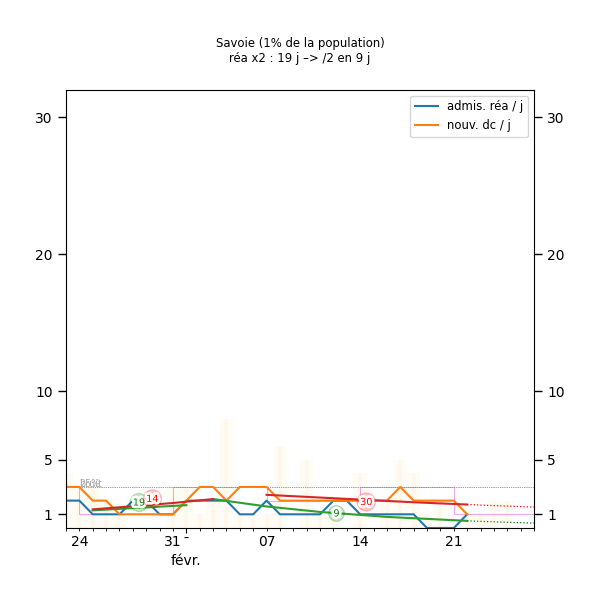 Savoie (1% de la population)
réa x2 : 19 j –> /2 en 9 j
admis. réa / j
nouv. dc / j
30 30
20 20
10 10
5 5
19 14 30 9
1 1
24 31 07 14 21
févr.